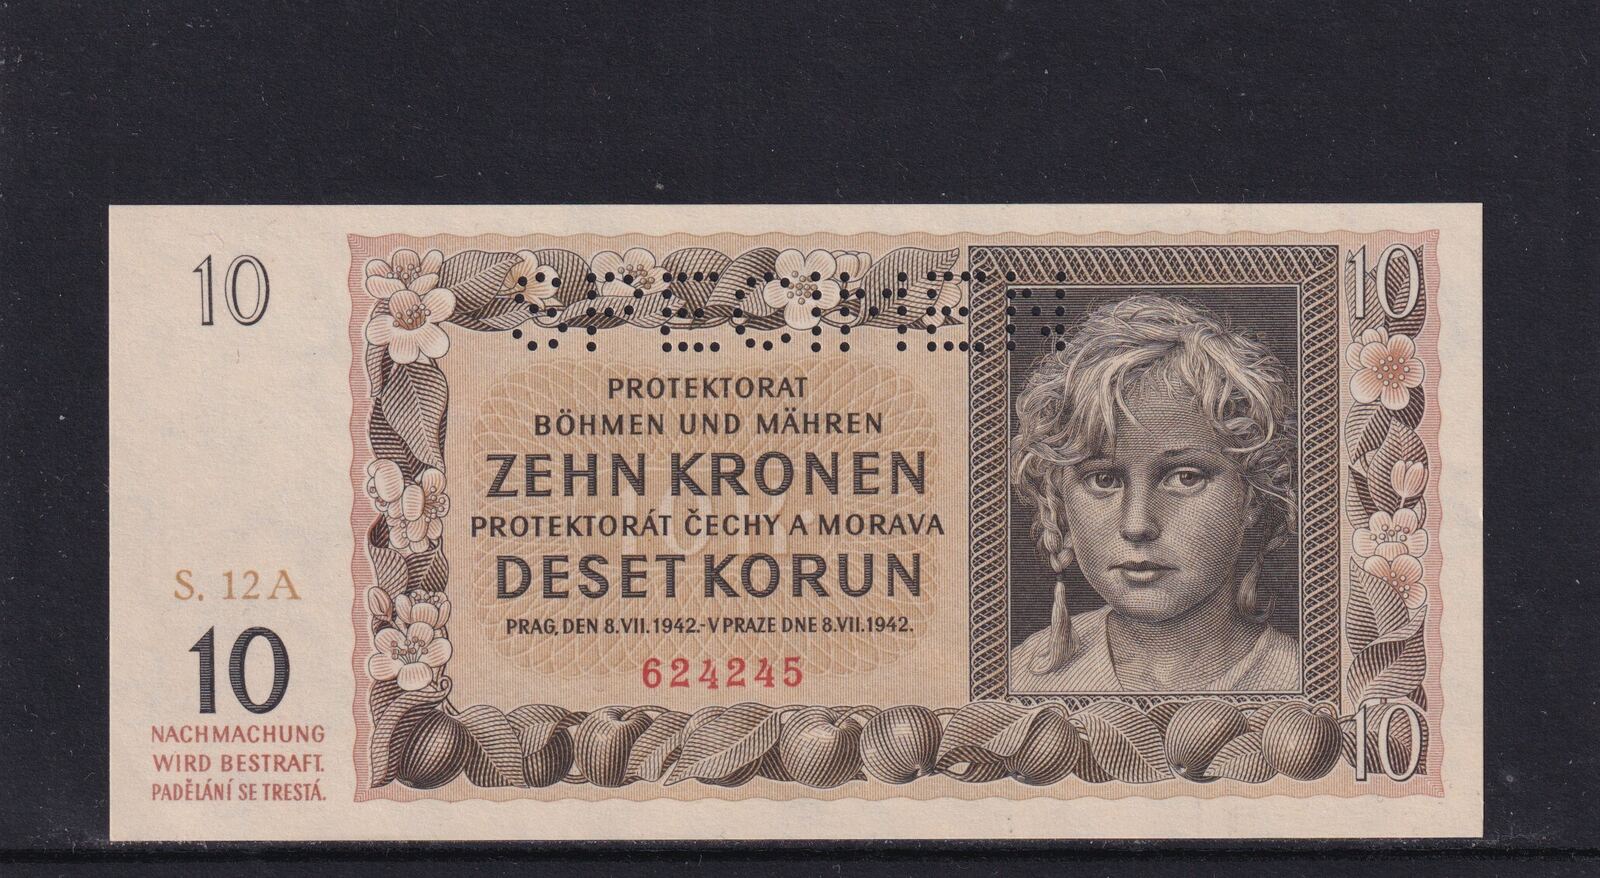 10
10
SPECIMEN
PROTEKTORAT
BÖHMEN UND MÄHREN
ZEHN KRONEN
PROTEKTORÁT ČECHY A MORAVA
DESET KORUN
PRAG, DEN 8.VII.1942.-V PRAZE DNE 8.VII.1942.
624245
S. 12A
10
NACHMACHUNG
WIRD BESTRAFT.
PADĚLÁNÍ SE TRESTÁ.
10